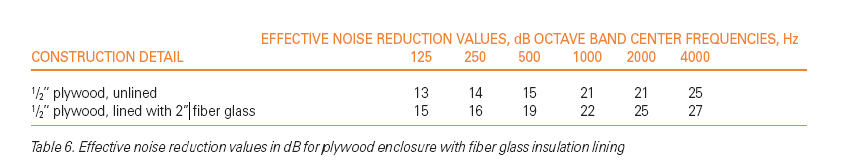 EFFECTIVE NOISE REDUCTION VALUES, dB OCTAVE BAND CENTER FREQUENCIES, Hz
CONSTRUCTION DETAIL 125 250 500 1000 2000 4000
1/2" plywood, unlined 13 14 15 21 21 25
1/2" plywood, lined with 2" fiber glass 15 16 19 22 25 27
Table 6. Effective noise reduction values in dB for plywood enclosure with fiber glass insulation lining